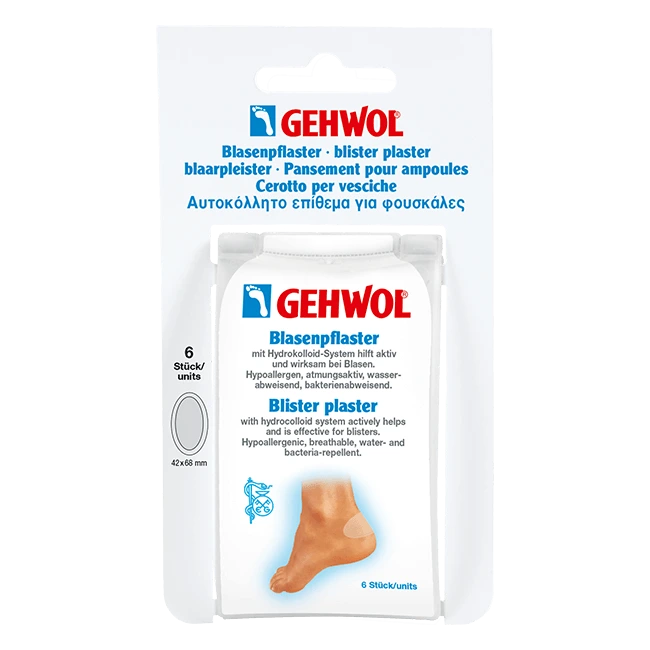 GEHWOL®
Blasenpflaster · blister plaster
blaarpleister · Pansement pour ampoules
Cerotto per vesciche
Αυτοκόλλητο επίθεμα για φουσκάλες
GEHWOL®
Blasenpflaster
mit Hydrokolloid-System hilft aktiv
und wirksam bei Blasen.
Hypoallergen, atmungsaktiv, wasser-
abweisend, bakterienabweisend.
Blister plaster
with hydrocolloid system actively helps
and is effective for blisters.
Hypoallergenic, breathable, water- and
bacteria-repellent.
6
Stück/
units
42x68 mm
6 Stück/units